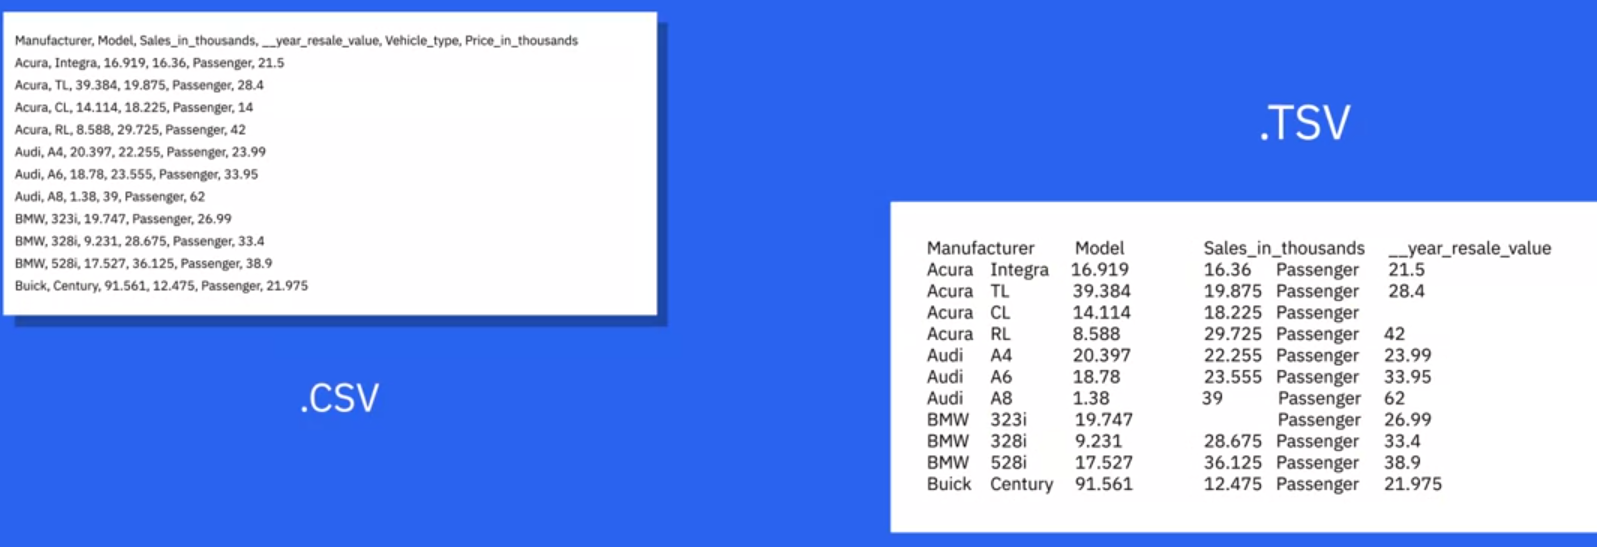 Manufacturer, Model, Sales_in_thousands, __year_resale_value, Vehicle_type, Price_in_thousands
Acura, Integra, 16.919, 16.36, Passenger, 21.5
Acura, TL, 39.384, 19.875, Passenger, 28.4
Acura, CL, 14.114, 18.225, Passenger, 14
Acura, RL, 8.588, 29.725, Passenger, 42
Audi, A4, 20.397, 22.255, Passenger, 23.99
Audi, A6, 18.78, 23.555, Passenger, 33.95
Audi, A8, 1.38, 39, Passenger, 62
BMW, 323i, 19.747, Passenger, 26.99
BMW, 328i, 9.231, 28.675, Passenger, 33.4
BMW, 528i, 17.527, 36.125, Passenger, 38.9
Buick, Century, 91.561, 12.475, Passenger, 21.975
.CSV
.TSV
Manufacturer Model Sales_in_thousands __year_resale_value
Acura Integra 16.919 16.36 Passenger 21.5
Acura TL 39.384 19.875 Passenger 28.4
Acura CL 14.114 18.225 Passenger
Acura RL 8.588 29.725 Passenger 42
Audi A4 20.397 22.255 Passenger 23.99
Audi A6 18.78 23.555 Passenger 33.95
Audi A8 1.38 39 Passenger 62
BMW 323i 19.747 Passenger 26.99
BMW 328i 9.231 28.675 Passenger 33.4
BMW 528i 17.527 36.125 Passenger 38.9
Buick Century 91.561 12.475 Passenger 21.975